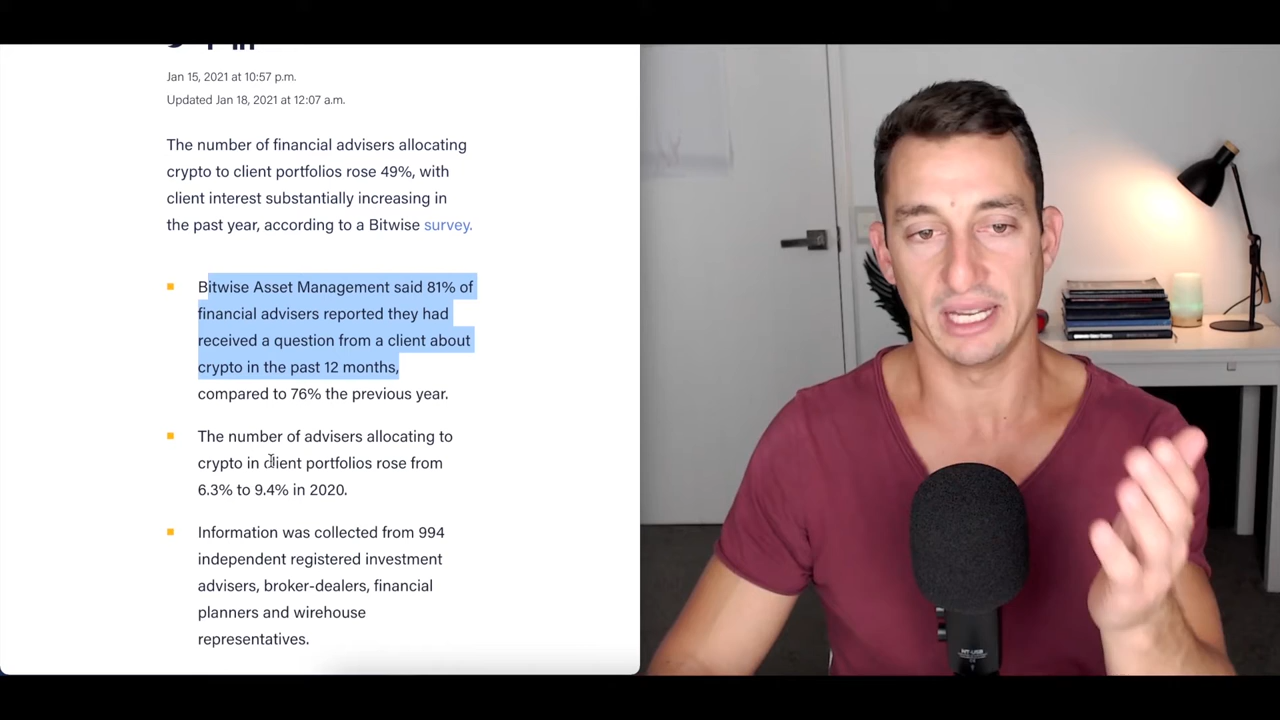 Jan 15, 2021 at 10:57 p.m.
Updated Jan 18, 2021 at 12:07 a.m.
The number of financial advisers allocating
crypto to client portfolios rose 49%, with
client interest substantially increasing in
the past year, according to a Bitwise survey.
Bitwise Asset Management said 81% of
financial advisers reported they had
received a question from a client about
crypto in the past 12 months,
compared to 76% the previous year.
The number of advisers allocating to
crypto in client portfolios rose from
6.3% to 9.4% in 2020.
Information was collected from 994
independent registered investment
advisers, broker-dealers, financial
planners and wirehouse
representatives.